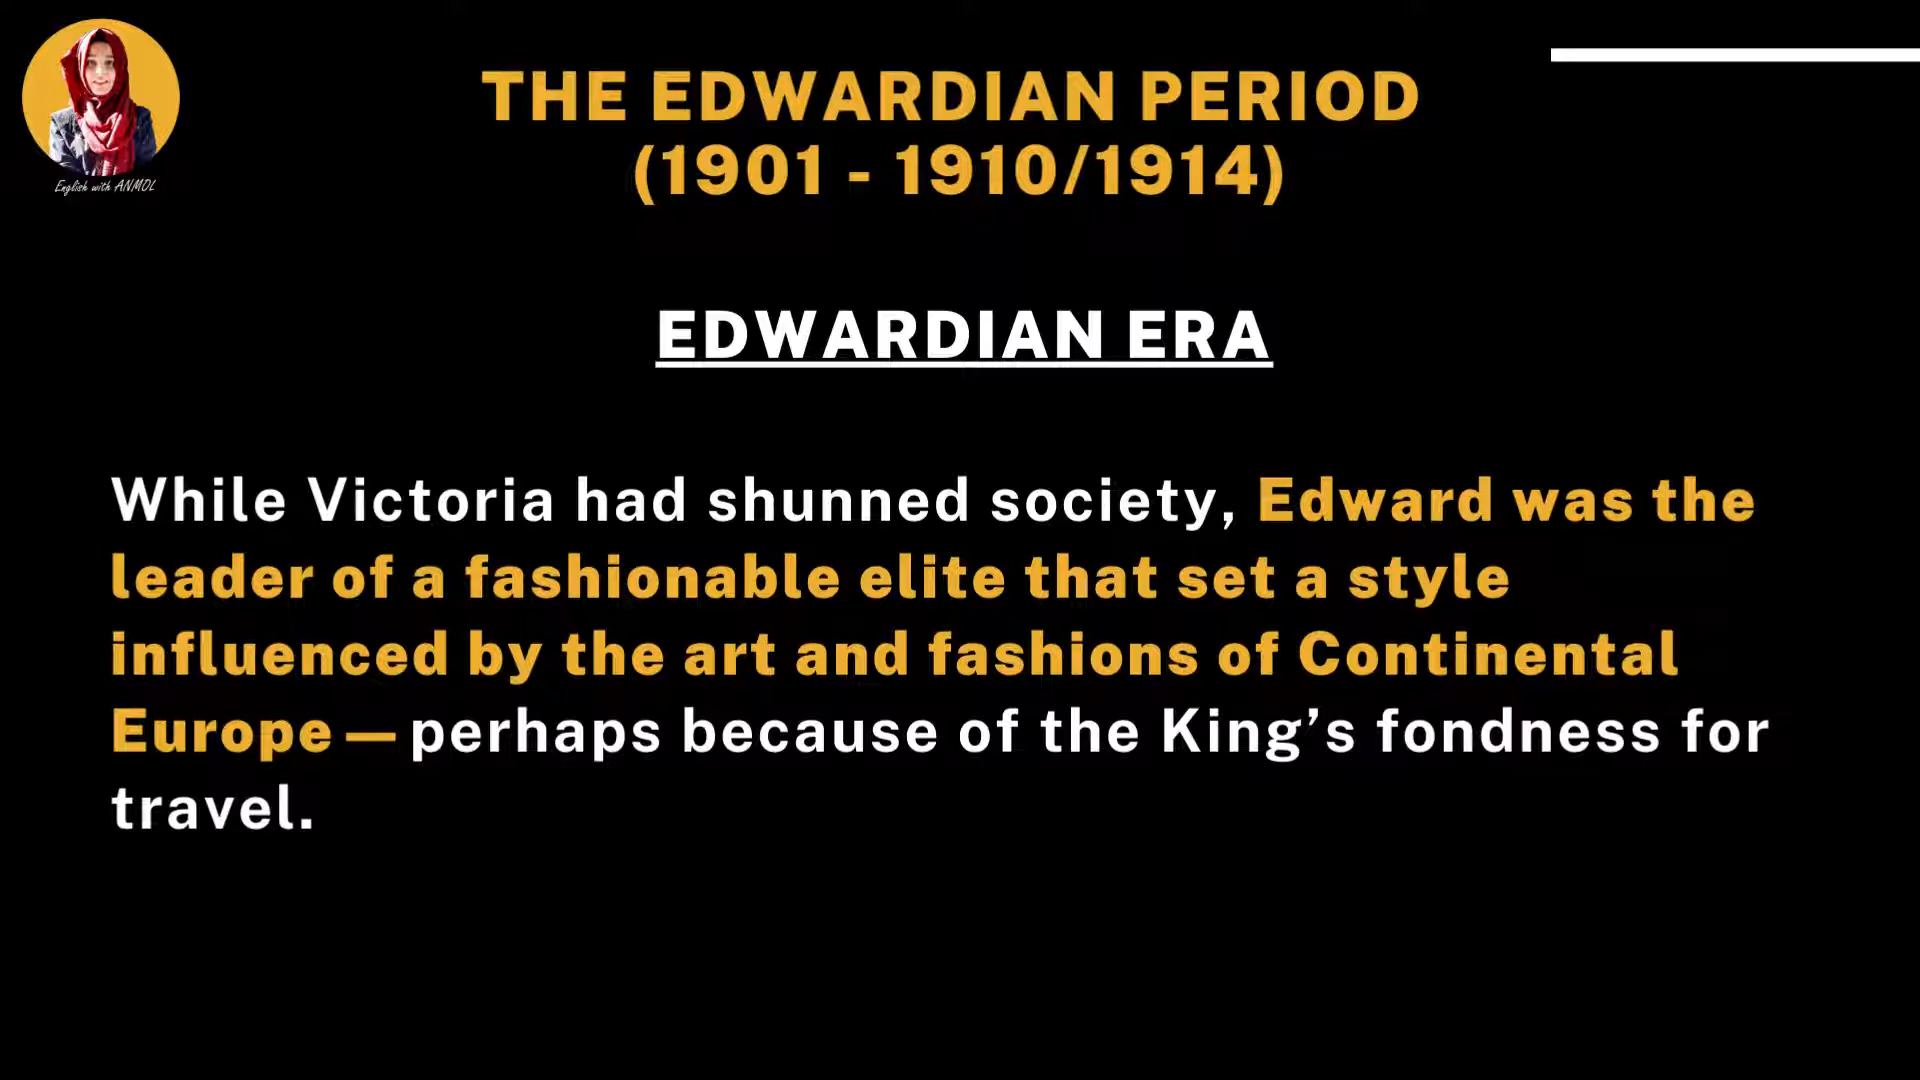 English with ANMOL
THE EDWARDIAN PERIOD
(1901 - 1910/1914)
EDWARDIAN ERA
While Victoria had shunned society, Edward was the
leader of a fashionable elite that set a style
influenced by the art and fashions of Continental
Europe — perhaps because of the King’s fondness for
travel.